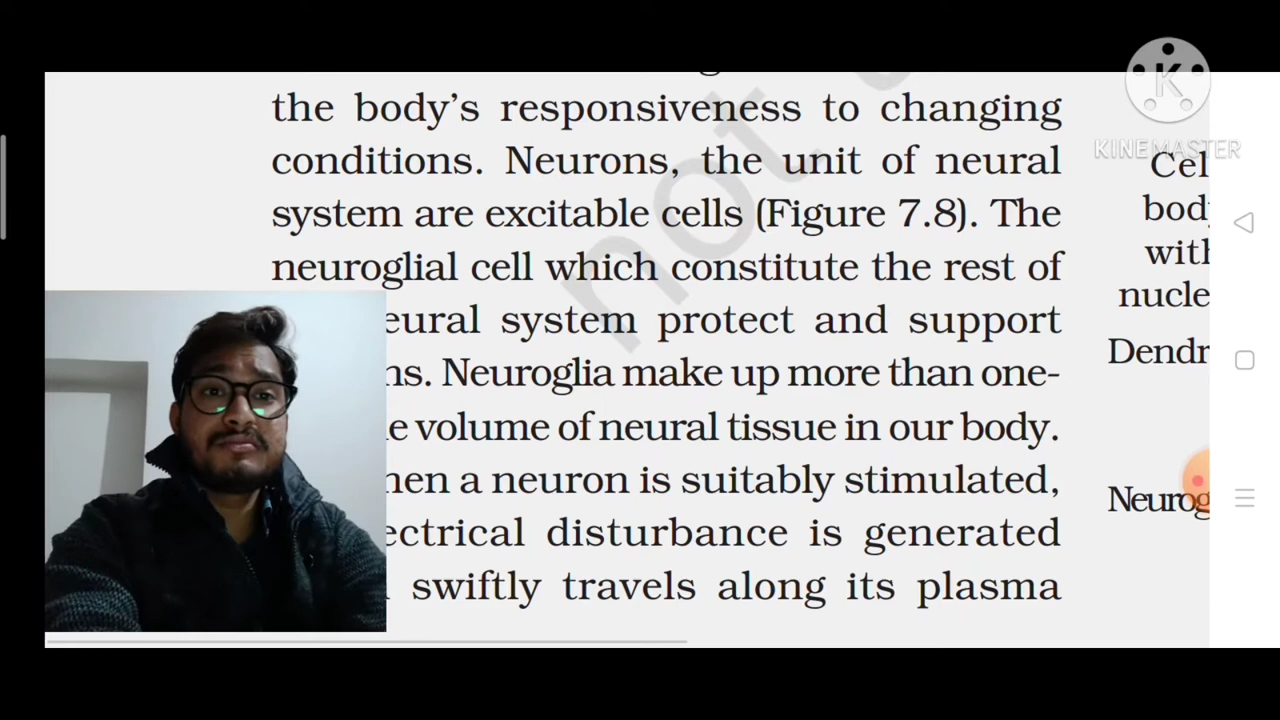 the body’s responsiveness to changing
conditions. Neurons, the unit of neural
system are excitable cells (Figure 7.8). The
neuroglial cell which constitute the rest of
eural system protect and support
ns. Neuroglia make up more than one-
e volume of neural tissue in our body.
hen a neuron is suitably stimulated,
ectrical disturbance is generated
swiftly travels along its plasma
not
K
KINEMASTER
Cel
body
with
nucle
Dendr
Neurog